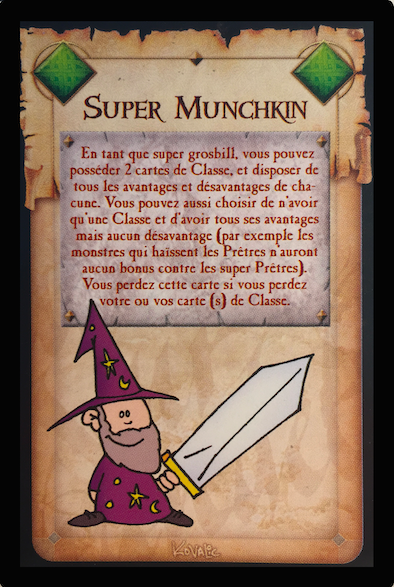 Super Munchkin
En tant que super grosbill, vous pouvez
posséder 2 cartes de Classe, et disposer de
tous les avantages et désavantages de cha-
cune. Vous pouvez aussi choisir de n'avoir
qu'une Classe et d'avoir tous ses avantages
mais aucun désavantage (par exemple les
monstres qui haïssent les Prêtres n'auront
aucun bonus contre les super Prêtres).
Vous perdez cette carte si vous perdez
votre ou vos carte (s) de Classe.
KOVALIC